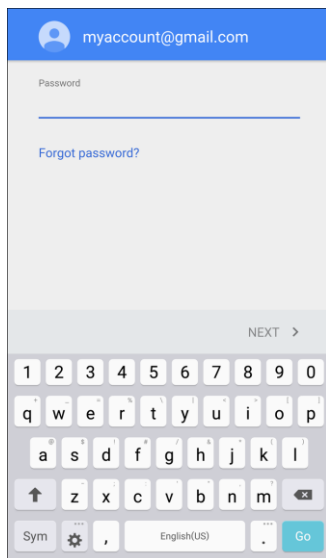 myaccount@gmail.com
Password
Forgot password?
NEXT >
1 2 3 4 5 6 7 8 9 0
q w e r t y u i o p
a s d f g h j k l
z x c v b n m
Sym , English(US) . Go